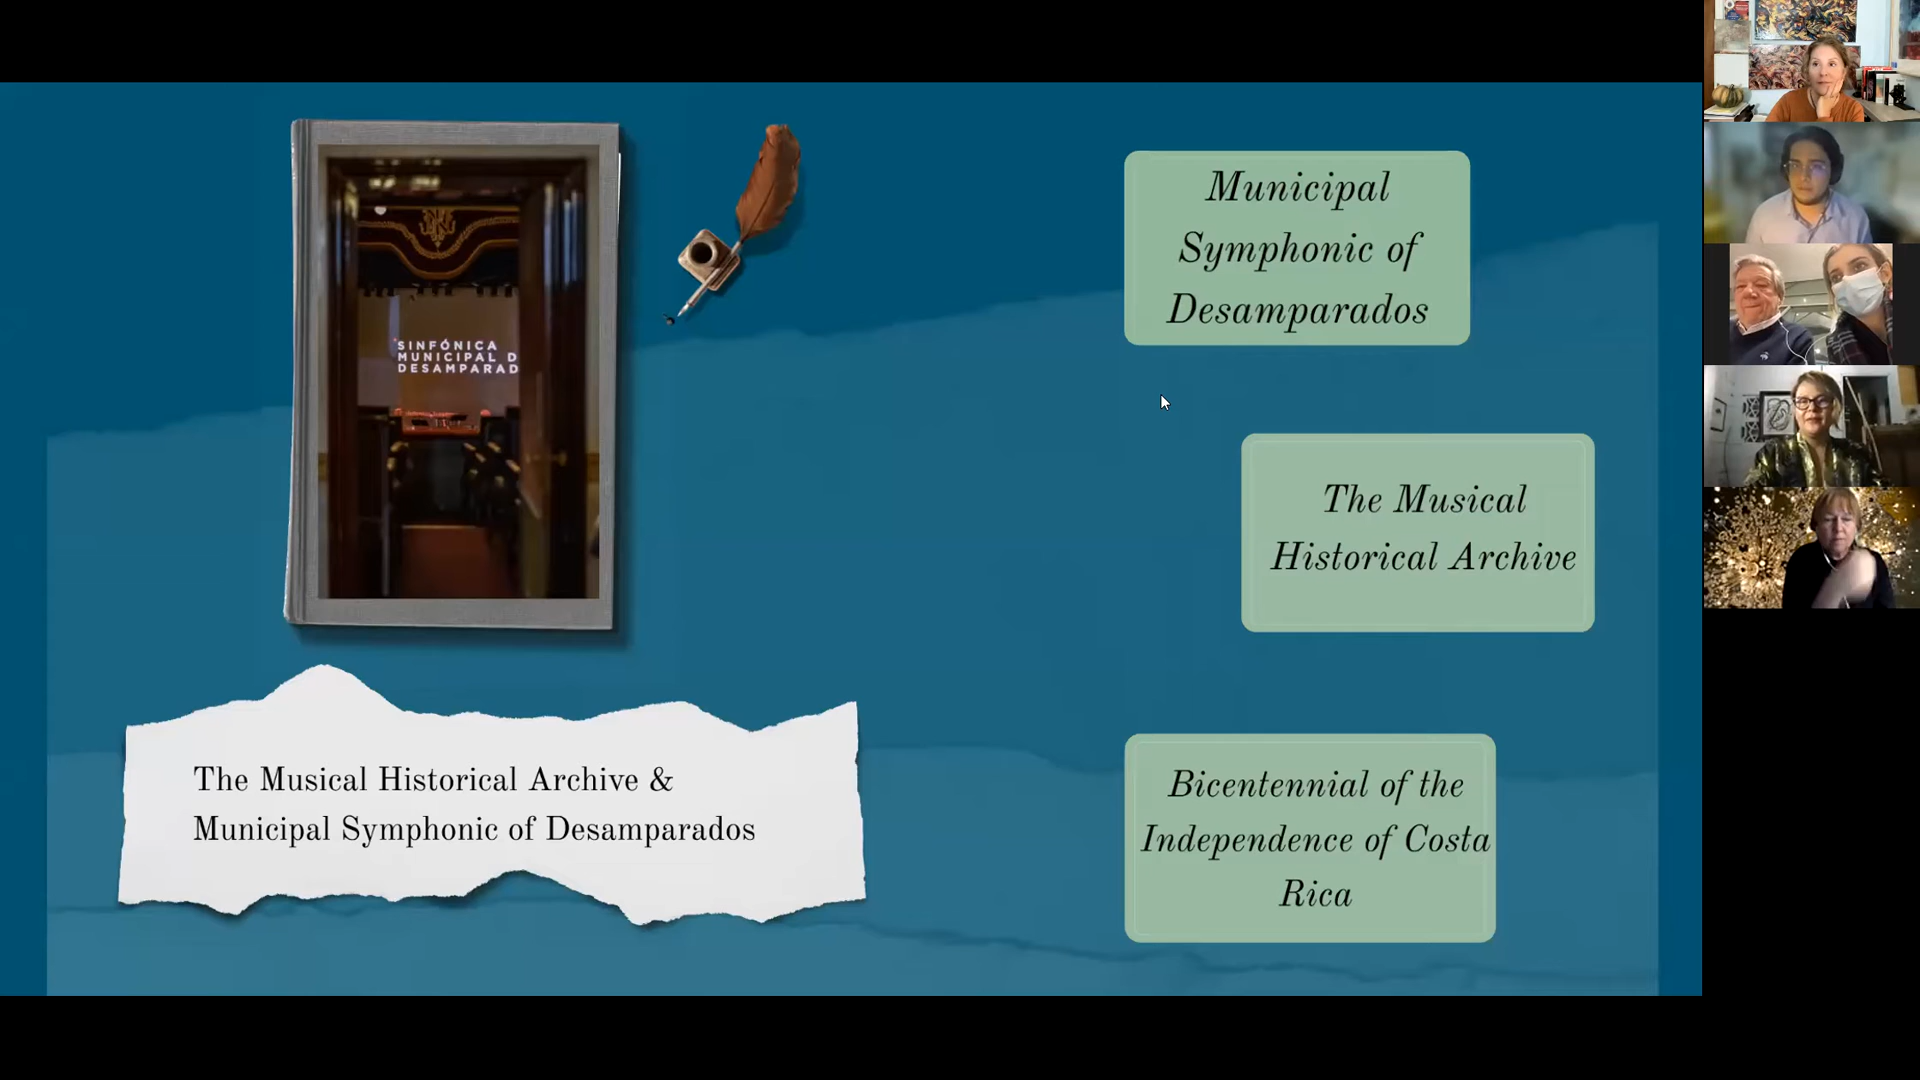 SINFÓNICA
MUNICIPAL D
DESAMPARAD
The Musical Historical Archive &
Municipal Symphonic of Desamparados
Municipal
Symphonic of
Desamparados
The Musical
Historical Archive
Bicentennial of the
Independence of Costa
Rica